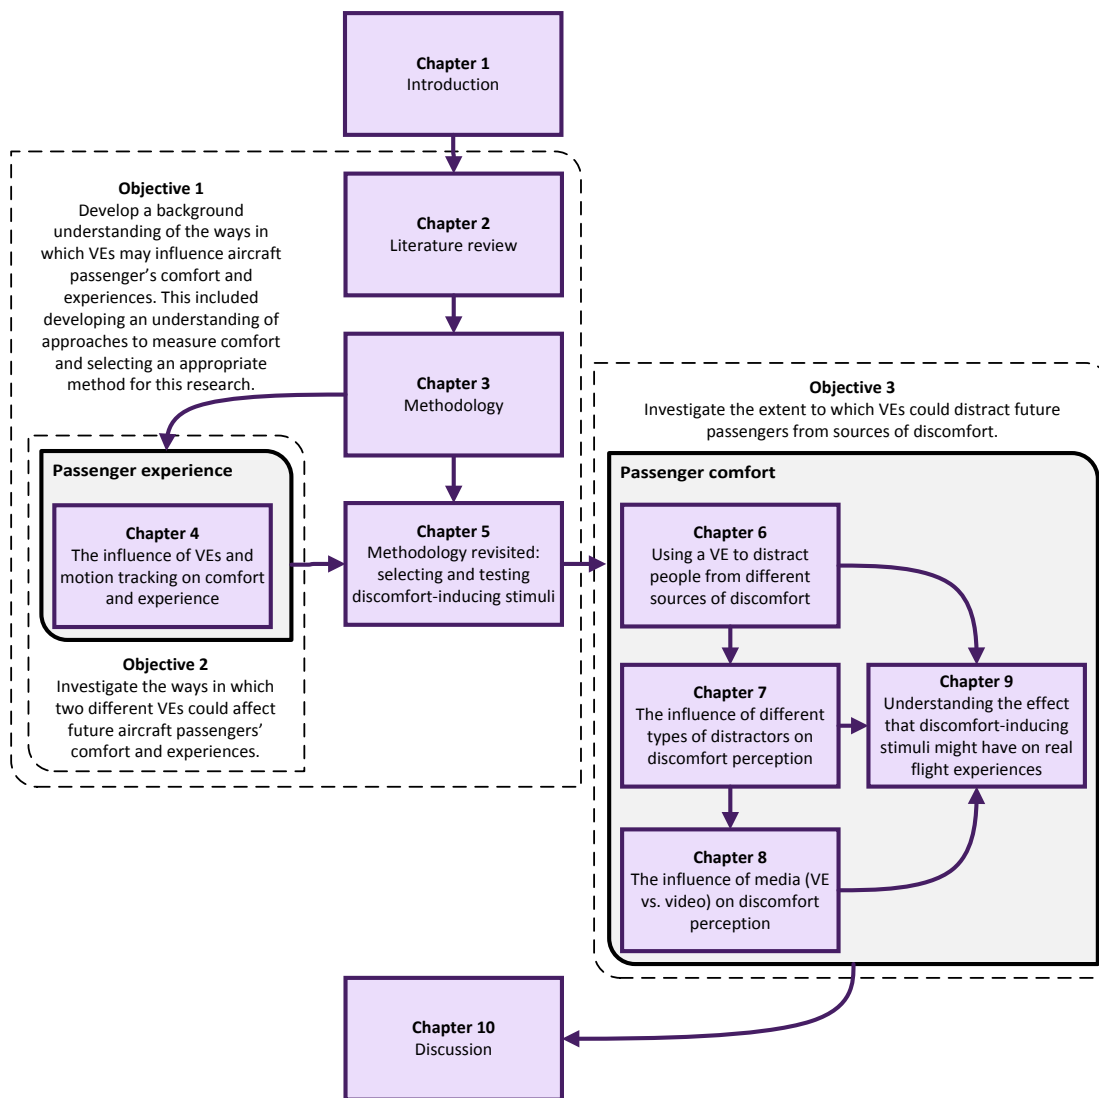 Chapter 1
Introduction
Objective 1
Develop a background
understanding of the ways in
which VEs may influence aircraft
passenger's comfort and
experiences. This included
developing an understanding of
approaches to measure comfort
and selecting an appropriate
method for this research.
Chapter 2
Literature review
Chapter 3
Methodology
Passenger experience
Chapter 4
The influence of VEs and
motion tracking on comfort
and experience
Objective 2
Investigate the ways in which
two different VEs could affect
future aircraft passengers'
comfort and experiences.
Chapter 5
Methodology revisited:
selecting and testing
discomfort-inducing stimuli
Objective 3
Investigate the extent to which VEs could distract future
passengers from sources of discomfort.
Passenger comfort
Chapter 6
Using a VE to distract
people from different
sources of discomfort
Chapter 7
The influence of different
types of distractors on
discomfort perception
Chapter 8
The influence of media (VE
vs. video) on discomfort
perception
Chapter 9
Understanding the effect
that discomfort-inducing
stimuli might have on real
flight experiences
Chapter 10
Discussion